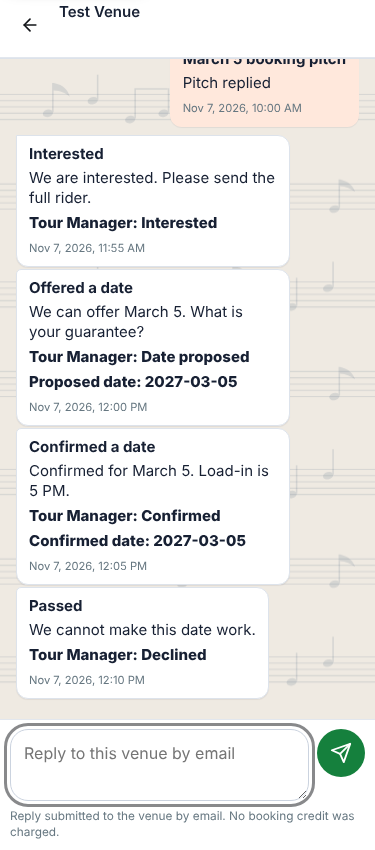 Test Venue
March 5 booking pitch
Pitch replied
Nov 7, 2026, 10:00 AM
Interested
We are interested. Please send the
full rider.
Tour Manager: Interested
Nov 7, 2026, 11:55 AM
Offered a date
We can offer March 5. What is
your guarantee?
Tour Manager: Date proposed
Proposed date: 2027-03-05
Nov 7, 2026, 12:00 PM
Confirmed a date
Confirmed for March 5. Load-in is
5 PM.
Tour Manager: Confirmed
Confirmed date: 2027-03-05
Nov 7, 2026, 12:05 PM
Passed
We cannot make this date work.
Tour Manager: Declined
Nov 7, 2026, 12:10 PM
Reply to this venue by email
Reply submitted to the venue by email. No booking credit was
charged.